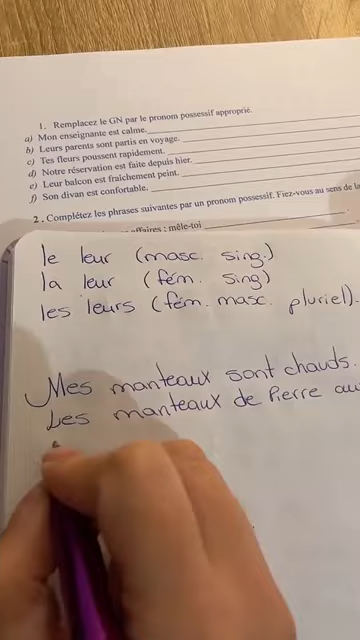 1. Remplacez le GN par le pronom possessif approprié.
a) Mon enseignante est calme.
b) Leurs parents sont partis en voyage.
c) Tes fleurs poussent rapidement.
d) Notre réservation est faite depuis hier.
e) Leur balcon est fraîchement peint.
f) Son divan est confortable.
2. Complétez les phrases suivantes par un pronom possessif. Fiez-vous au sens de la
affaires ; mêle-toi
le leur (masc. sing.)
la leur (fém. sing)
les leurs (fém. masc. pluriel).
Mes manteaux sont chauds.
Les manteaux de Pierre au